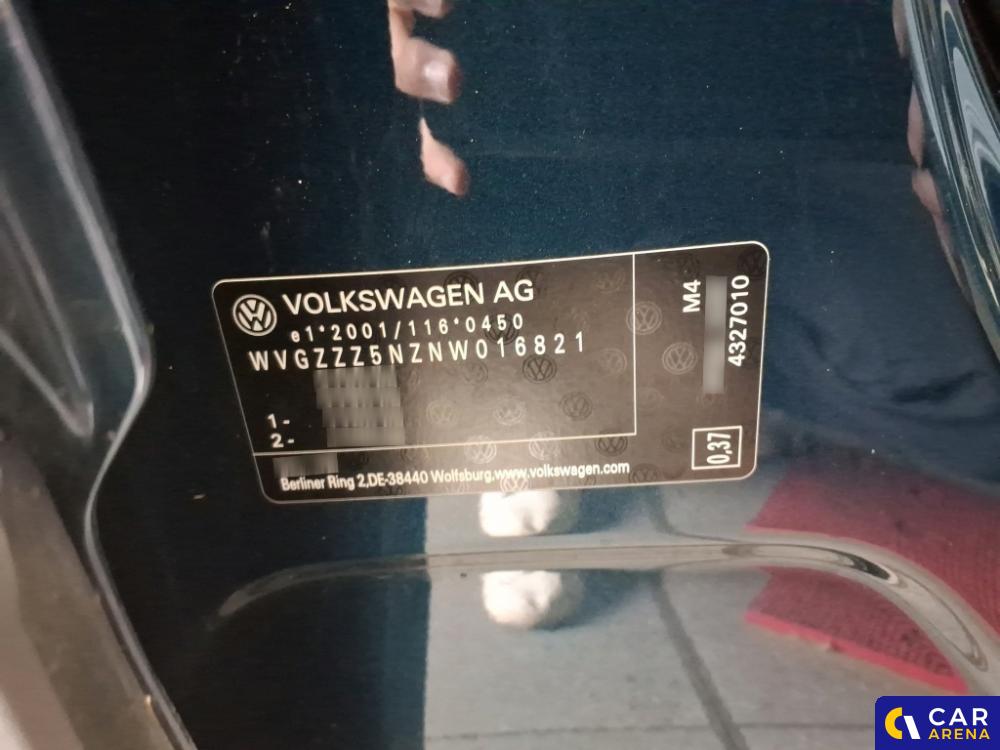 VOLKSWAGEN AG
e1*2001/116*0450
WVGZZZ5NZNW016821
1-
2-
Berliner Ring 2,DE-38440 Wolfsburg,www.volkswagen.com
M4
4327010
0,37
CAR
ARENA